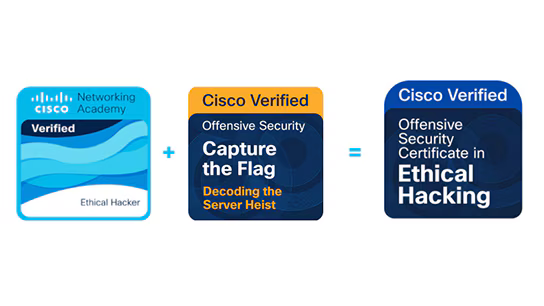 CISCO
Networking
Academy
Verified
Ethical Hacker
+
Cisco Verified
Offensive Security
Capture
the Flag
Decoding the
Server Heist
=
Cisco Verified
Offensive
Security
Certificate in
Ethical
Hacking